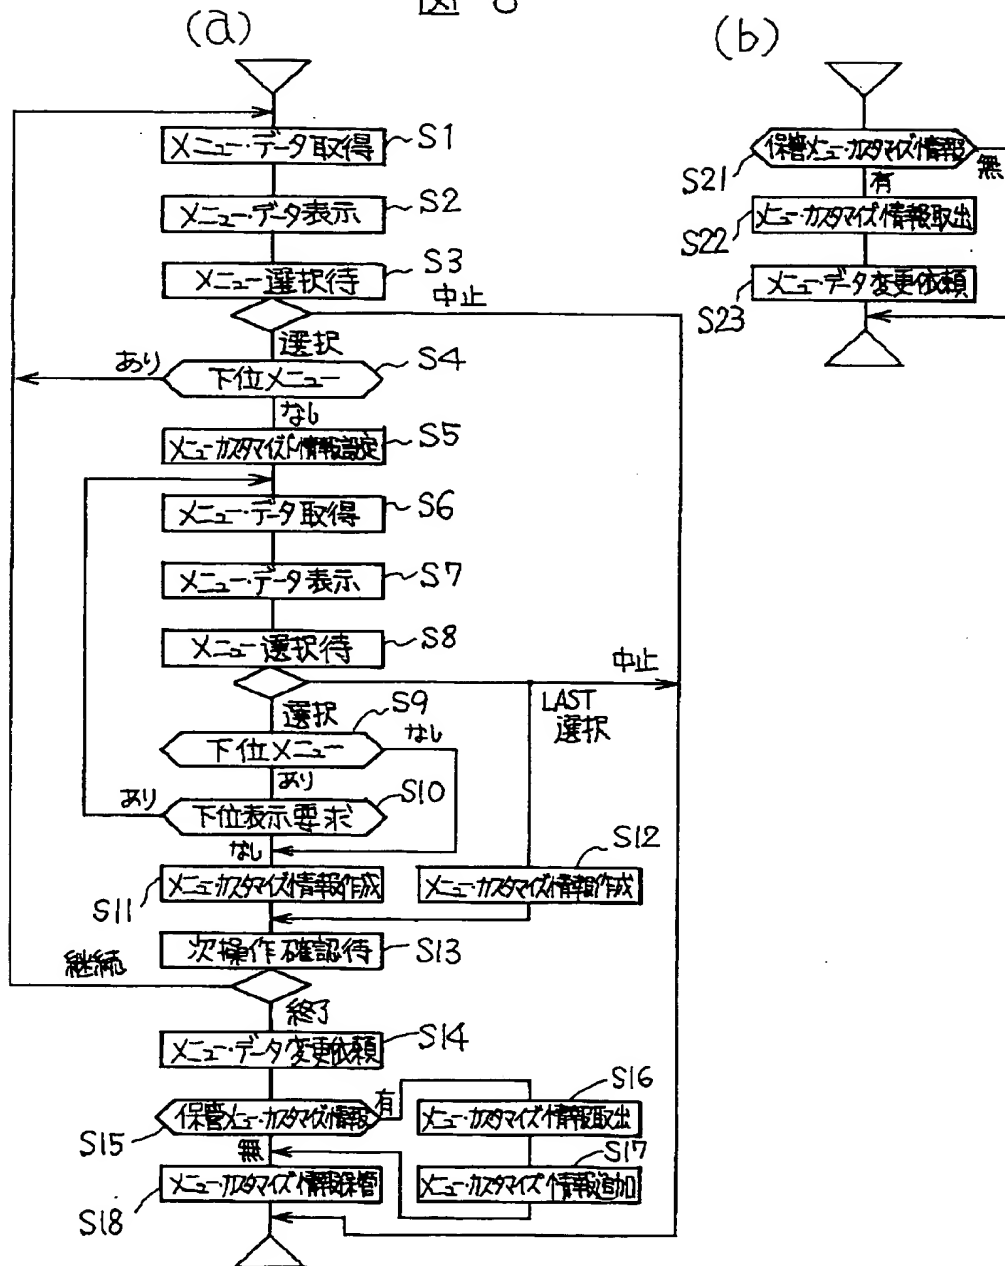 (a)
メニュー・データ取得 S1
メニュー・データ表示 S2
メニュー選択待 S3
中止
選択
あり 下位メニュー S4
なし
メニューカスタマイズド情報設定 S5
メニュー・データ取得 S6
メニュー・データ表示 S7
メニュー選択待 S8
中止
LAST
選択
選択 S9
下位メニュー なし
あり
あり 下位表示要求 S10
なし
S11 メニュー・カスタマイズ情報作成
S12 メニュー・カスタマイズ情報作成
次操作確認待 S13
継続
終了
メニュー・データ変更依頼 S14
S15 保管メニュー・カスタマイズ情報 有
無
メニュー・カスタマイズ情報取出 S16
メニュー・カスタマイズ情報追加 S17
S18 メニュー・カスタマイズ情報保管
(b)
S21 保管メニュー・カスタマイズ情報 無
有
S22 メニュー・カスタマイズ情報取出
S23 メニュー・データ変更依頼